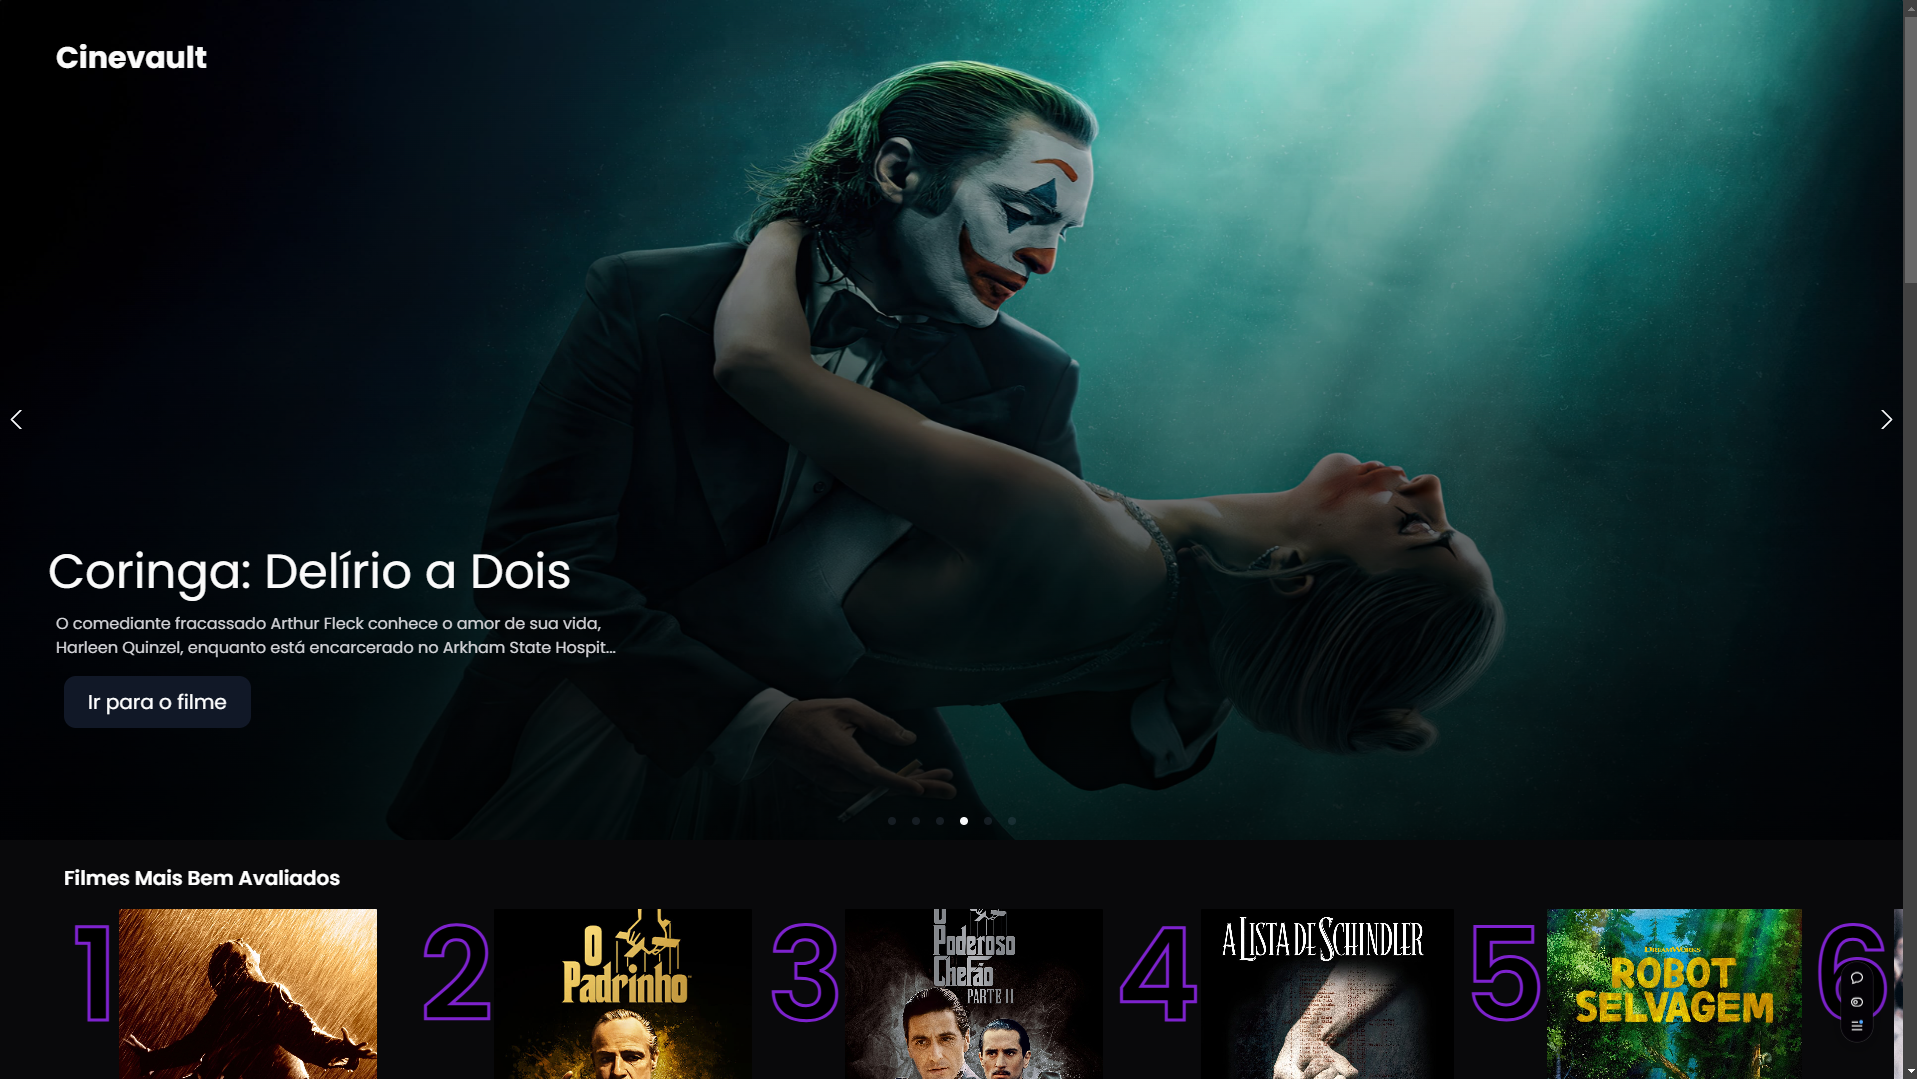 Cinevault
Coringa: Delírio a Dois
O comediante fracassado Arthur Fleck conhece o amor de sua vida,
Harleen Quinzel, enquanto está encarcerado no Arkham State Hospit...
Ir para o filme
Filmes Mais Bem Avaliados
1
2
O
Padrinho
3
O
Poderoso
Chefão
PARTE II
4
A LISTA DE SCHINDLER
5
DREAMWORKS
ROBOT
SELVAGEM
6